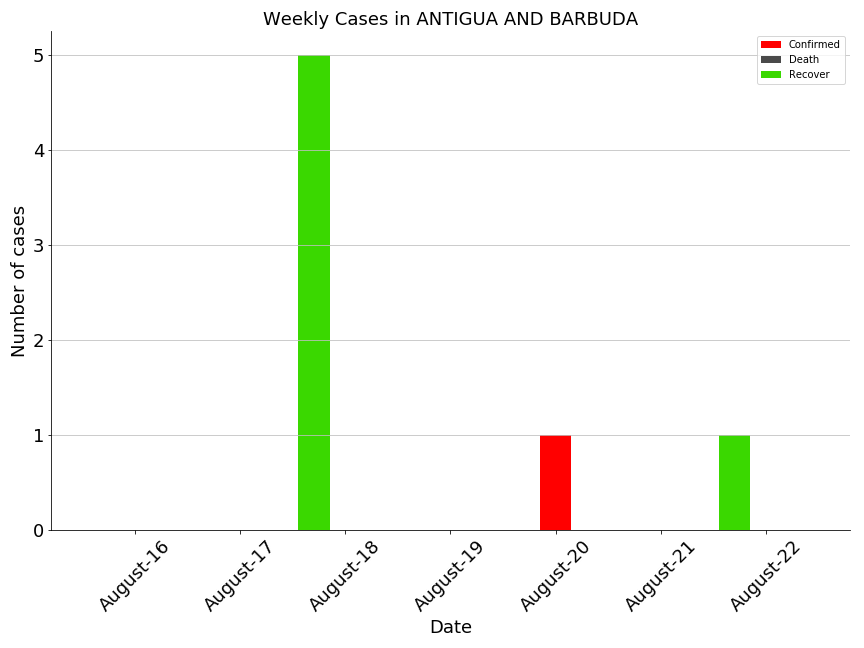 Weekly Cases in ANTIGUA AND BARBUDA
Confirmed
Death
Recover
Number of cases
5
4
3
2
1
0
August-16
August-17
August-18
August-19
August-20
August-21
August-22
Date